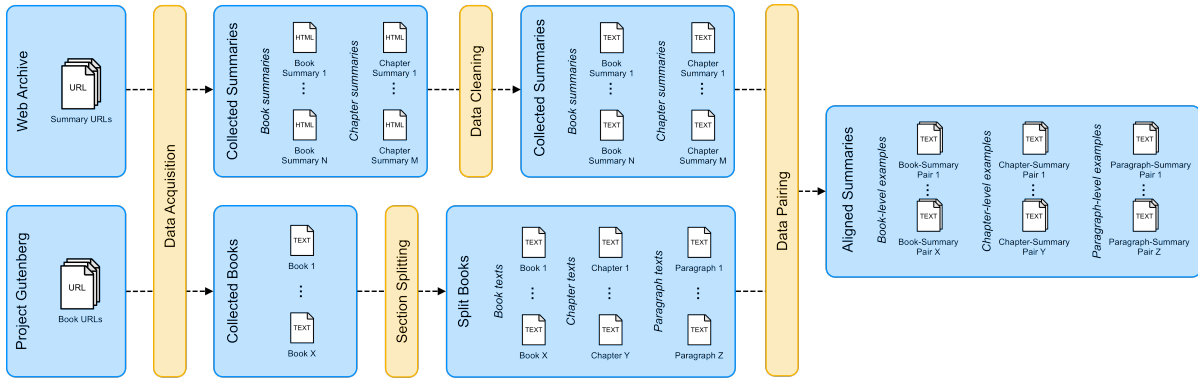 Web Archive
URL
Summary URLs
Data Acquisition
Collected Summaries
Book summaries
HTML
Book
Summary 1
HTML
Book
Summary N
Chapter summaries
HTML
Chapter
Summary 1
HTML
Chapter
Summary M
Data Cleaning
Collected Summaries
Book summaries
TEXT
Book
Summary 1
TEXT
Book
Summary N
Chapter summaries
TEXT
Chapter
Summary 1
TEXT
Chapter
Summary M
Project Gutenberg
URL
Book URLs
Collected Books
TEXT
Book 1
TEXT
Book X
Section Splitting
Split Books
Book texts
TEXT
Book 1
TEXT
Book X
Chapter texts
TEXT
Chapter 1
TEXT
Chapter Y
Paragraph texts
TEXT
Paragraph 1
TEXT
Paragraph Z
Data Pairing
Aligned Summaries
Book-level examples
TEXT
Book-Summary
Pair 1
TEXT
Book-Summary
Pair X
Chapter-level examples
TEXT
Chapter-Summary
Pair 1
TEXT
Chapter-Summary
Pair Y
Paragraph-level examples
TEXT
Paragraph-Summary
Pair 1
TEXT
Paragraph-Summary
Pair Z